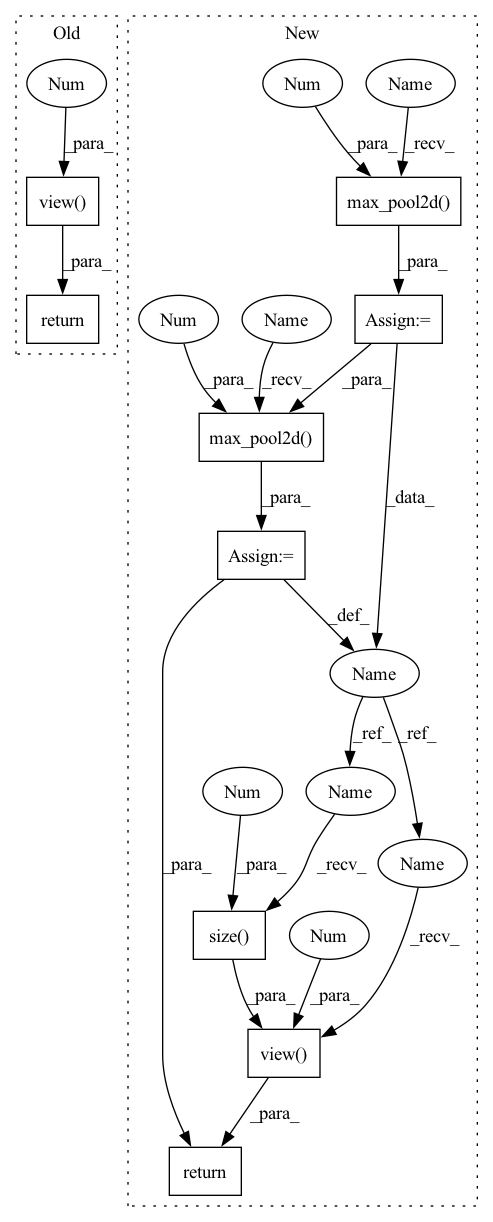 Old
New
Num
Num
Name
_para_
_para_
_recv_
view()
max_pool2d()
_para_
_para_
return
Num
Name
Assign:=
_para_
_recv_
_para_
max_pool2d()
_para_
_data_
Assign:=
_def_
Name
_ref_
_ref_
Num
Name
Name
_para_
_para_
_recv_
size()
Num
_recv_
_para_
_para_
view()
_para_
return